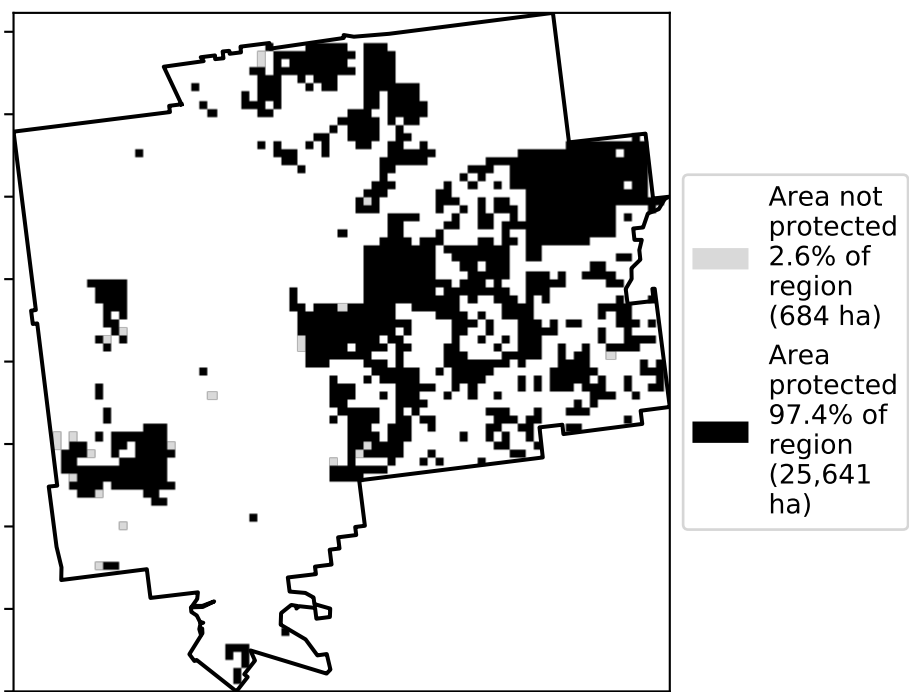 Area not
protected
2.6% of
region
(684 ha)
Area
protected
97.4% of
region
(25,641
ha)